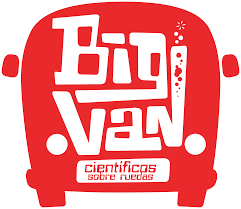 Big
Van
científicos
sobre ruedas